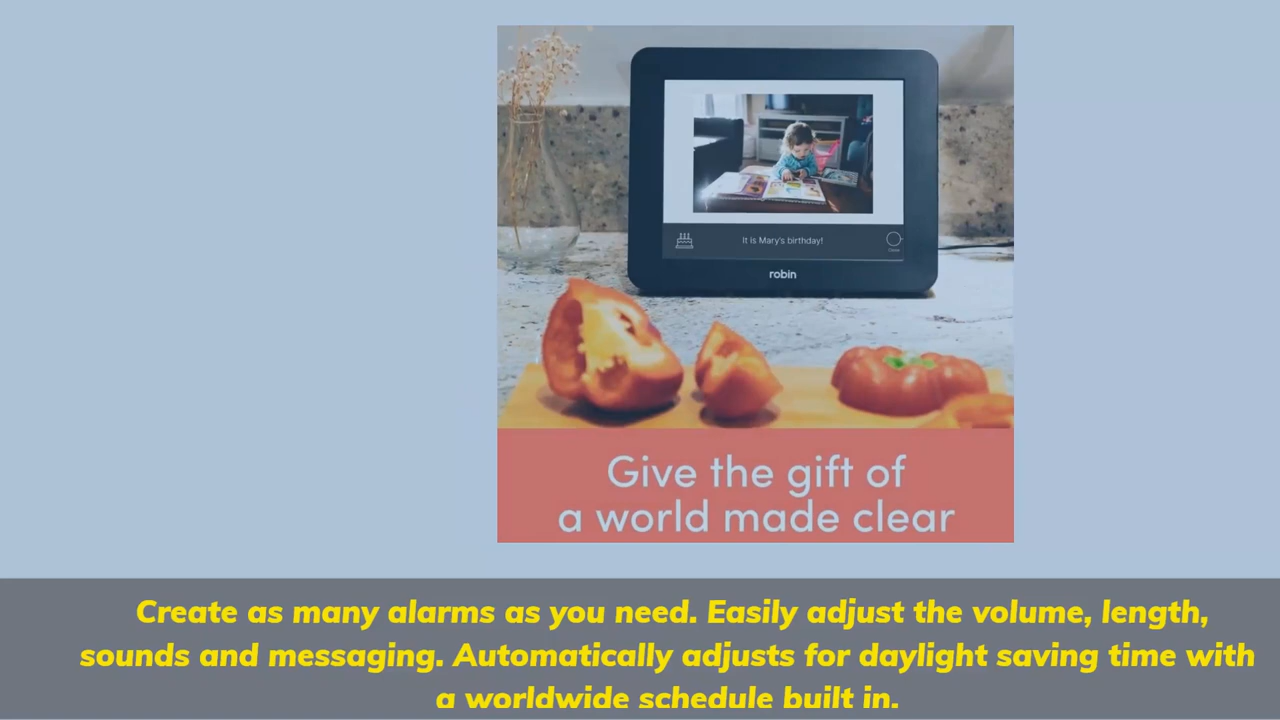 It is Mary's birthday!
robin
Give the gift of
a world made clear
Create as many alarms as you need. Easily adjust the volume, length,
sounds and messaging. Automatically adjusts for daylight saving time with
a worldwide schedule built in.